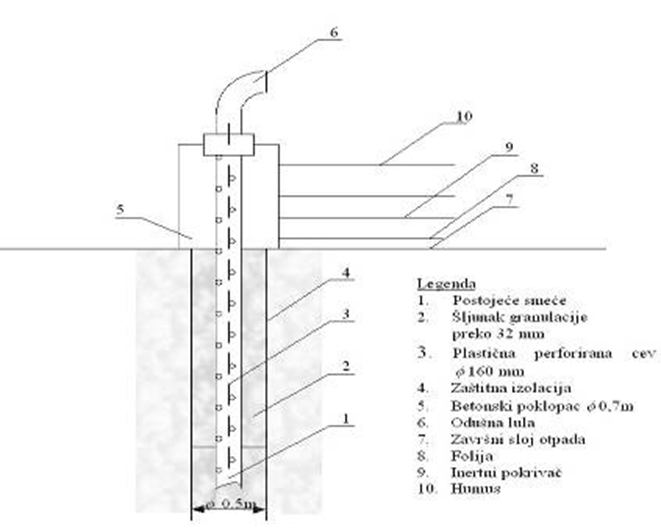 6
10
9
8
7
5
4
3
2
1
ϕ 0.5m
Legenda
1. Postojeće smeće
2. Šljunak granulacije
preko 32 mm
3. Plastična perforirana cev
ϕ160 mm
4. Zaštitna izolacija
5. Betonski poklopac ϕ0,7m
6. Odušna lula
7. Završni sloj otpada
8. Folija
9. Inertni pokrivač
10. Humus